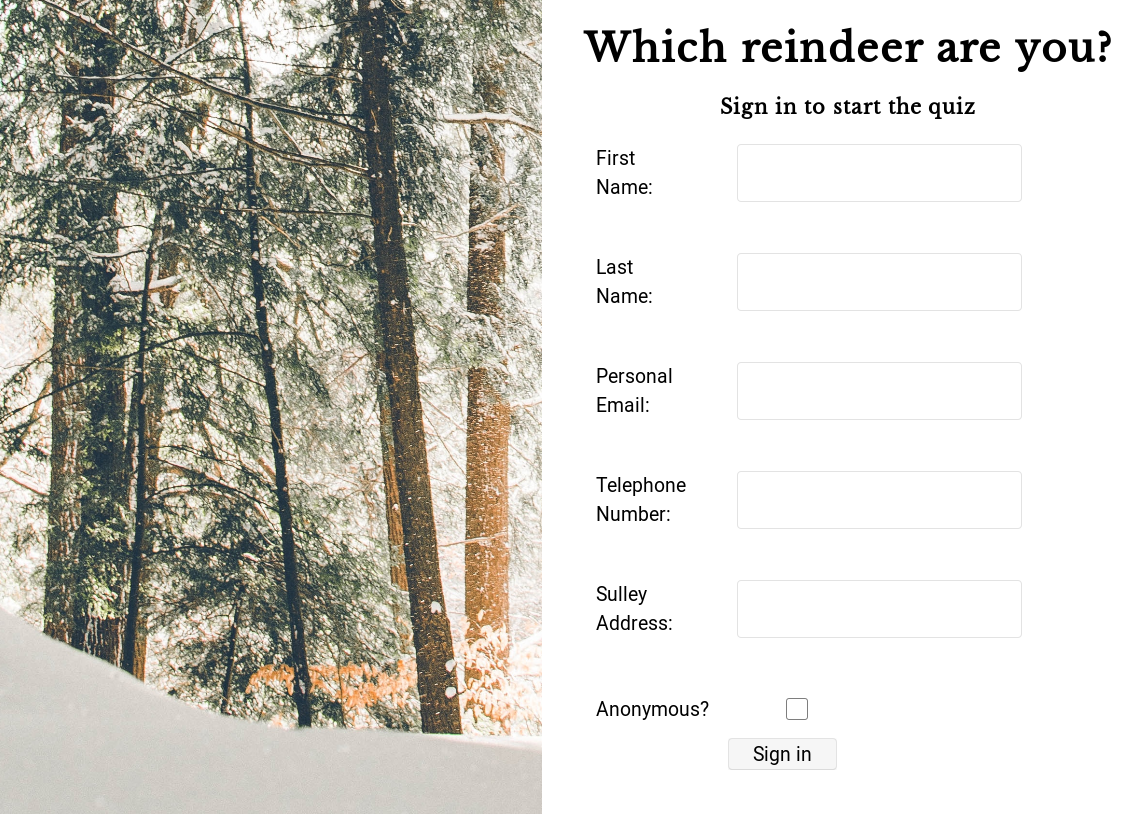 Which reindeer are you?
Sign in to start the quiz
First
Name:
Last
Name:
Personal
Email:
Telephone
Number:
Sulley
Address:
Anonymous?
Sign in